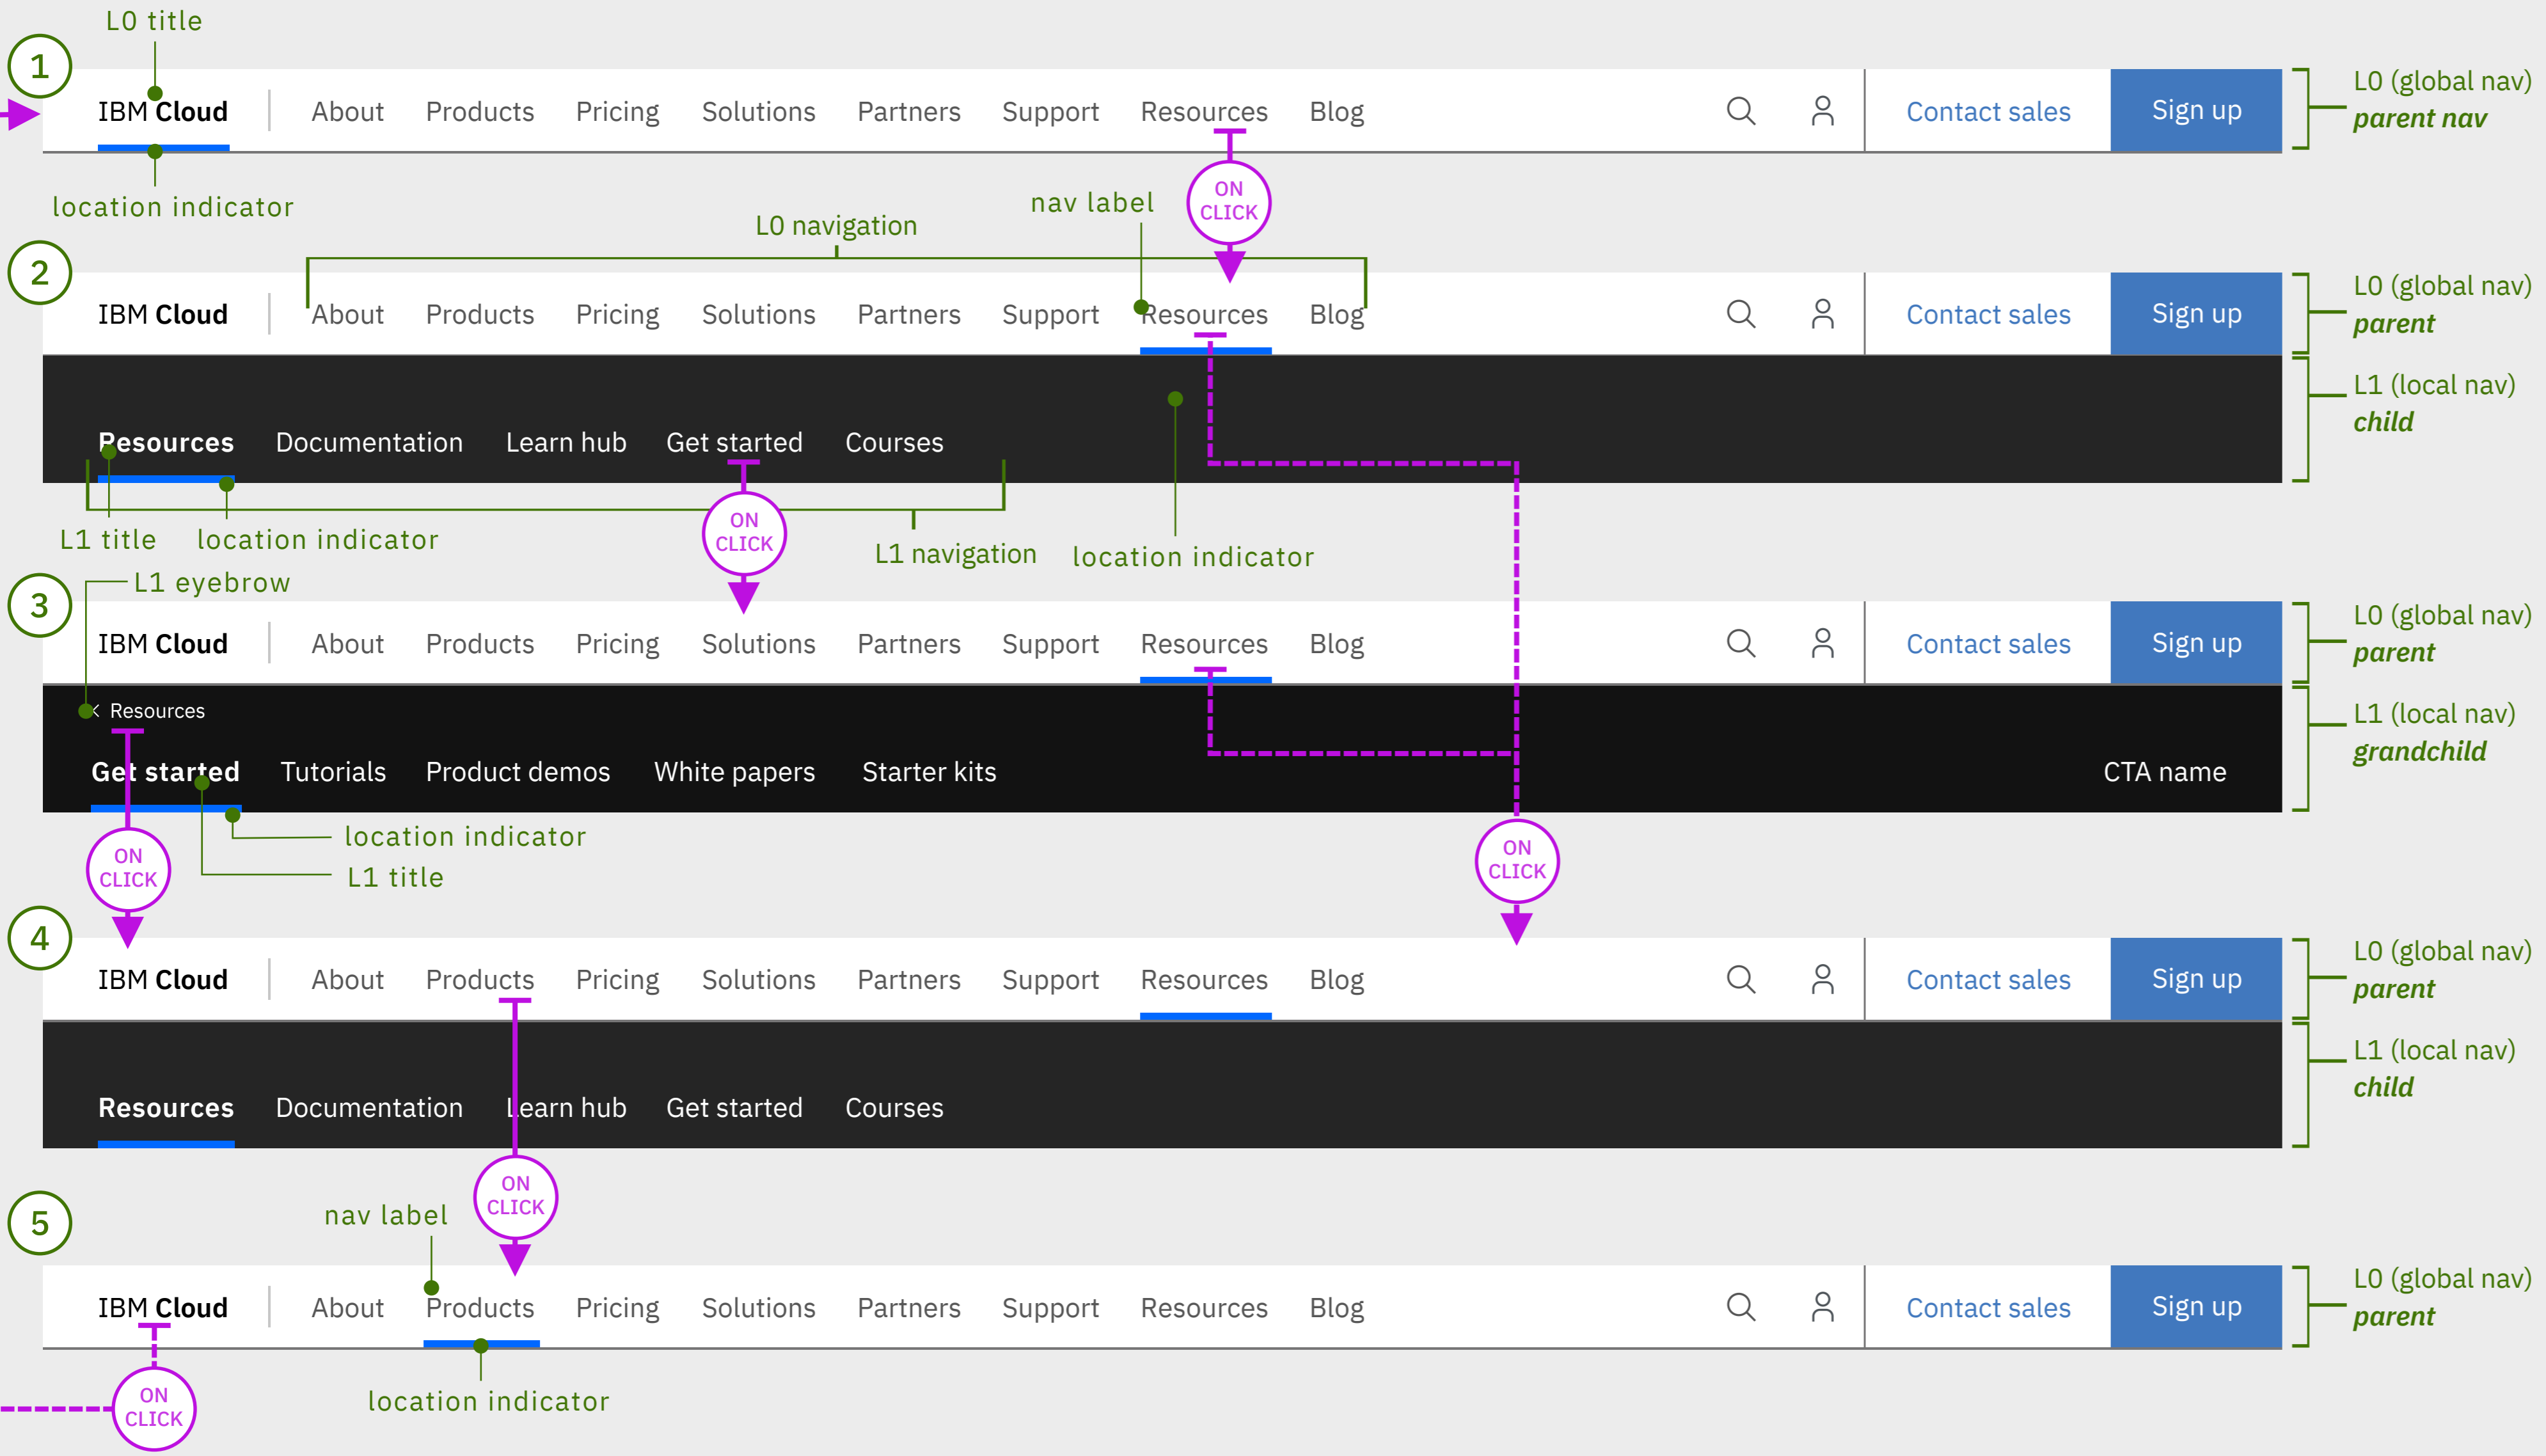 L0 title
1
IBM Cloud About Products Pricing Solutions Partners Support Resources Blog Contact sales Sign up
L0 (global nav)
parent nav
location indicator
ON
CLICK
nav label
L0 navigation
2
IBM Cloud About Products Pricing Solutions Partners Support Resources Blog Contact sales Sign up
L0 (global nav)
parent
L1 (local nav)
child
Resources Documentation Learn hub Get started Courses
ON
CLICK
L1 title location indicator
L1 navigation
location indicator
L1 eyebrow
3
IBM Cloud About Products Pricing Solutions Partners Support Resources Blog Contact sales Sign up
L0 (global nav)
parent
Resources
L1 (local nav)
grandchild
Get started Tutorials Product demos White papers Starter kits CTA name
location indicator
L1 title
ON
CLICK
ON
CLICK
4
IBM Cloud About Products Pricing Solutions Partners Support Resources Blog Contact sales Sign up
L0 (global nav)
parent
L1 (local nav)
child
Resources Documentation Learn hub Get started Courses
ON
CLICK
5
nav label
IBM Cloud About Products Pricing Solutions Partners Support Resources Blog Contact sales Sign up
L0 (global nav)
parent
location indicator
ON
CLICK